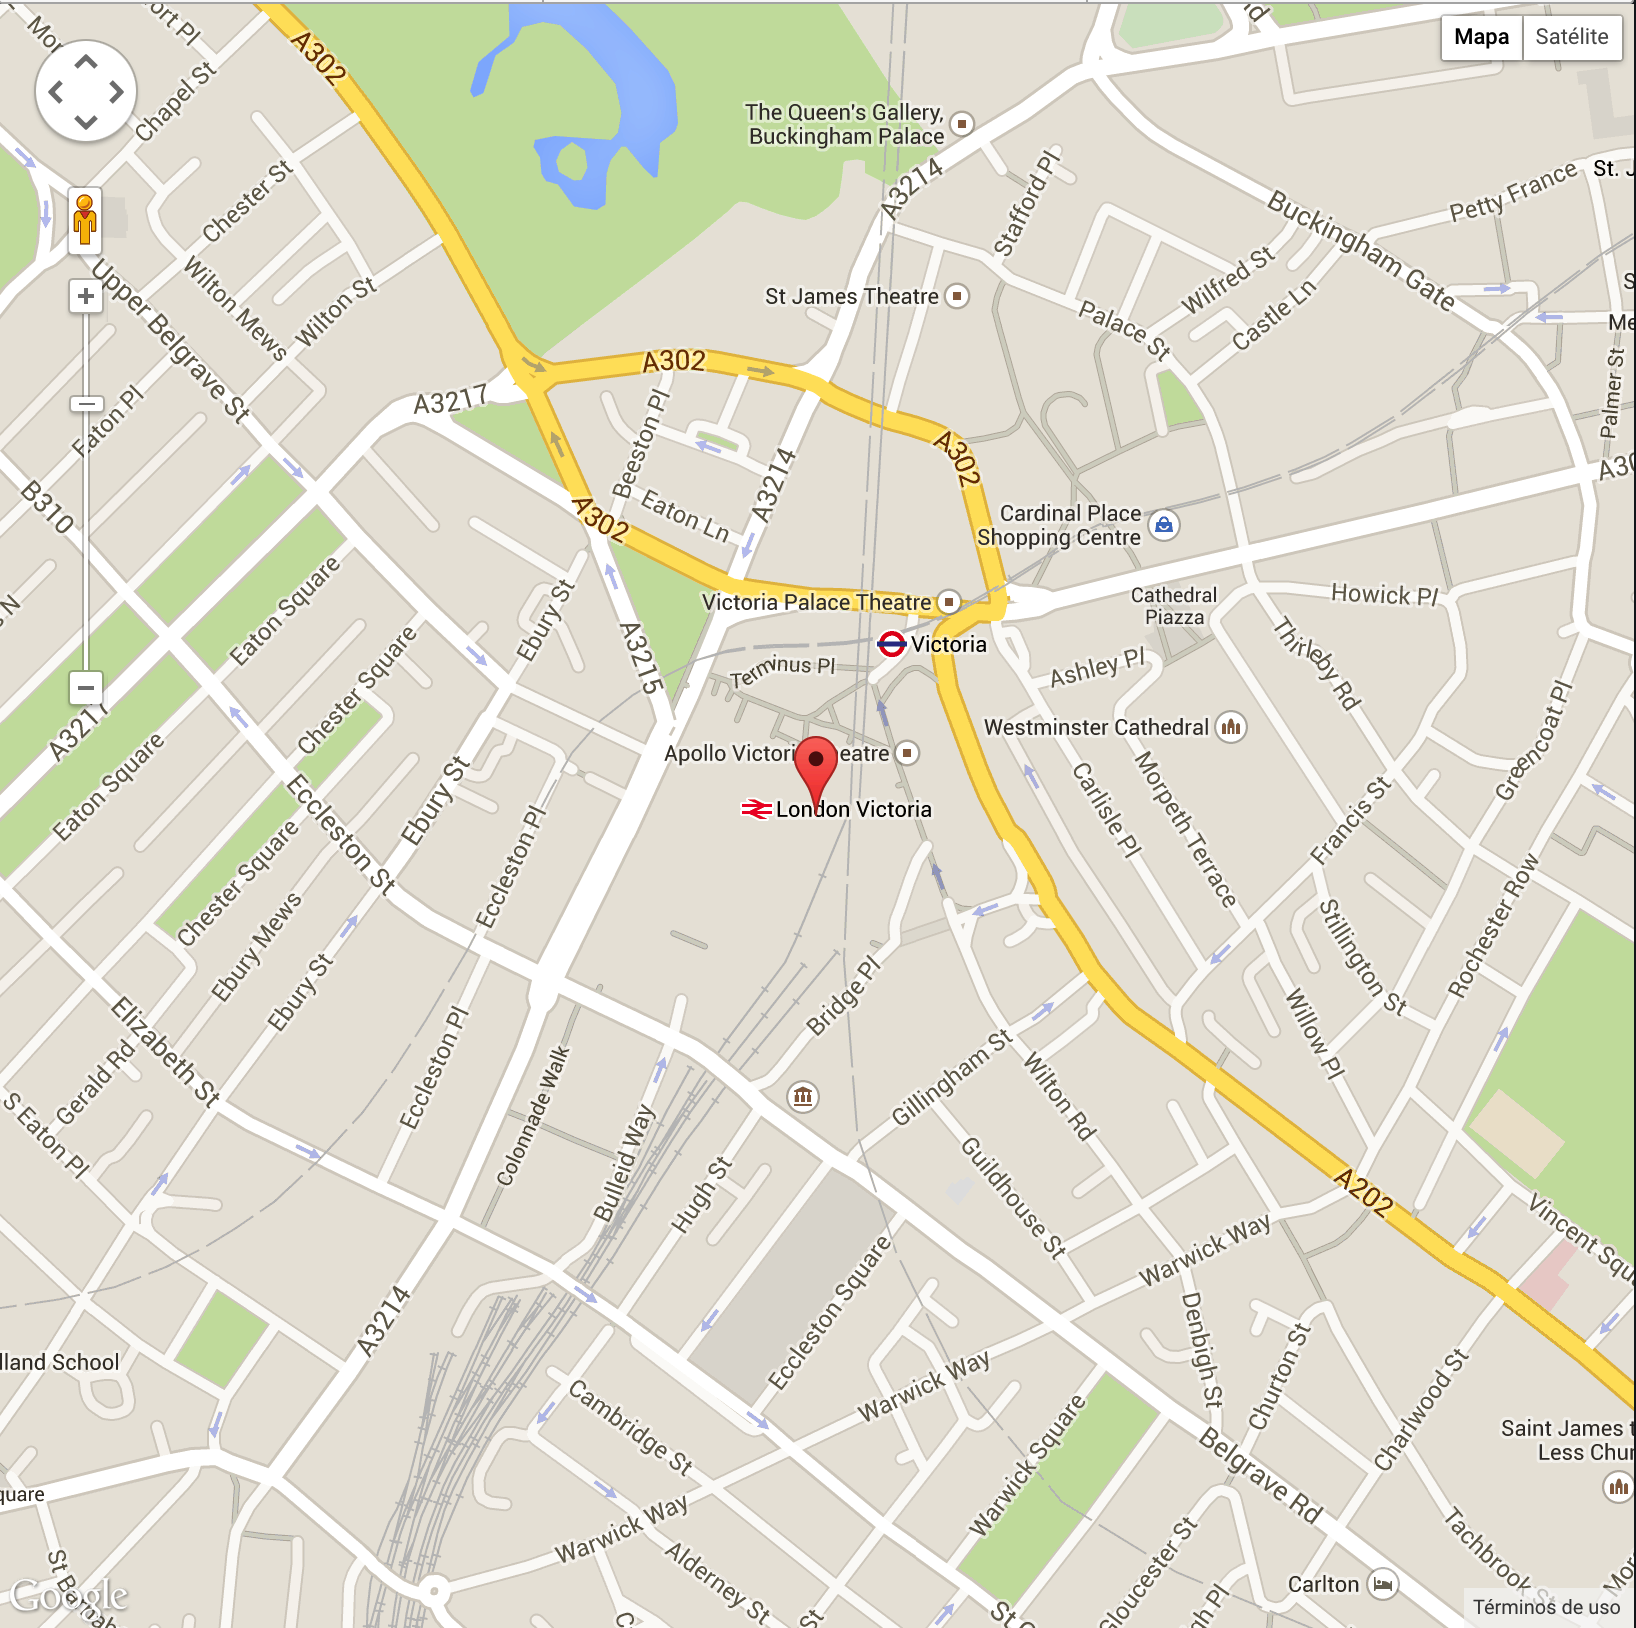 Mapa
Satélite
A302
Chapel St
The Queen's Gallery,
Buckingham Palace
A3214
Stafford Pl
Petty France
Buckingham Gate
Chester St
Wilton Mews
Wilton St
Upper Belgrave St
St James Theatre
Wilfred St
Castle Ln
Palace St
Palmer St
A302
A3217
Eaton Pl
Beeston Pl
A3214
A302
B310
Eaton Ln
A302
Cardinal Place
Shopping Centre
Cathedral
Piazza
Howick Pl
Victoria Palace Theatre
Victoria
Thirleby Rd
Eaton Square
Ebury St
A3215
Terminus Pl
Ashley Pl
Chester Square
Westminster Cathedral
Greencoat Pl
A3217
Apollo Victoria Theatre
London Victoria
Carlisle Pl
Morpeth Terrace
Francis St
Eaton Square
Eccleston St
Ebury St
Eccleston Pl
Chester Square
Ebury Mews
Ebury St
Stillington St
Rochester Row
Bridge Pl
Willow Pl
Elizabeth St
Gerald Rd
S Eaton Pl
Eccleston Pl
Colonnade Walk
Bulleid Way
Hugh St
Gillingham St
Wilton Rd
Guildhouse St
A202
Warwick Way
Vincent Squ
Eccleston Square
A3214
Denbigh St
Churton St
Charlwood St
lland School
Cambridge St
Warwick Way
Warwick Square
Belgrave Rd
Saint James t
Less Chur
quare
Warwick Way
Alderney St
Gloucester St
Tachbrook St
Carlton
Google
Términos de uso